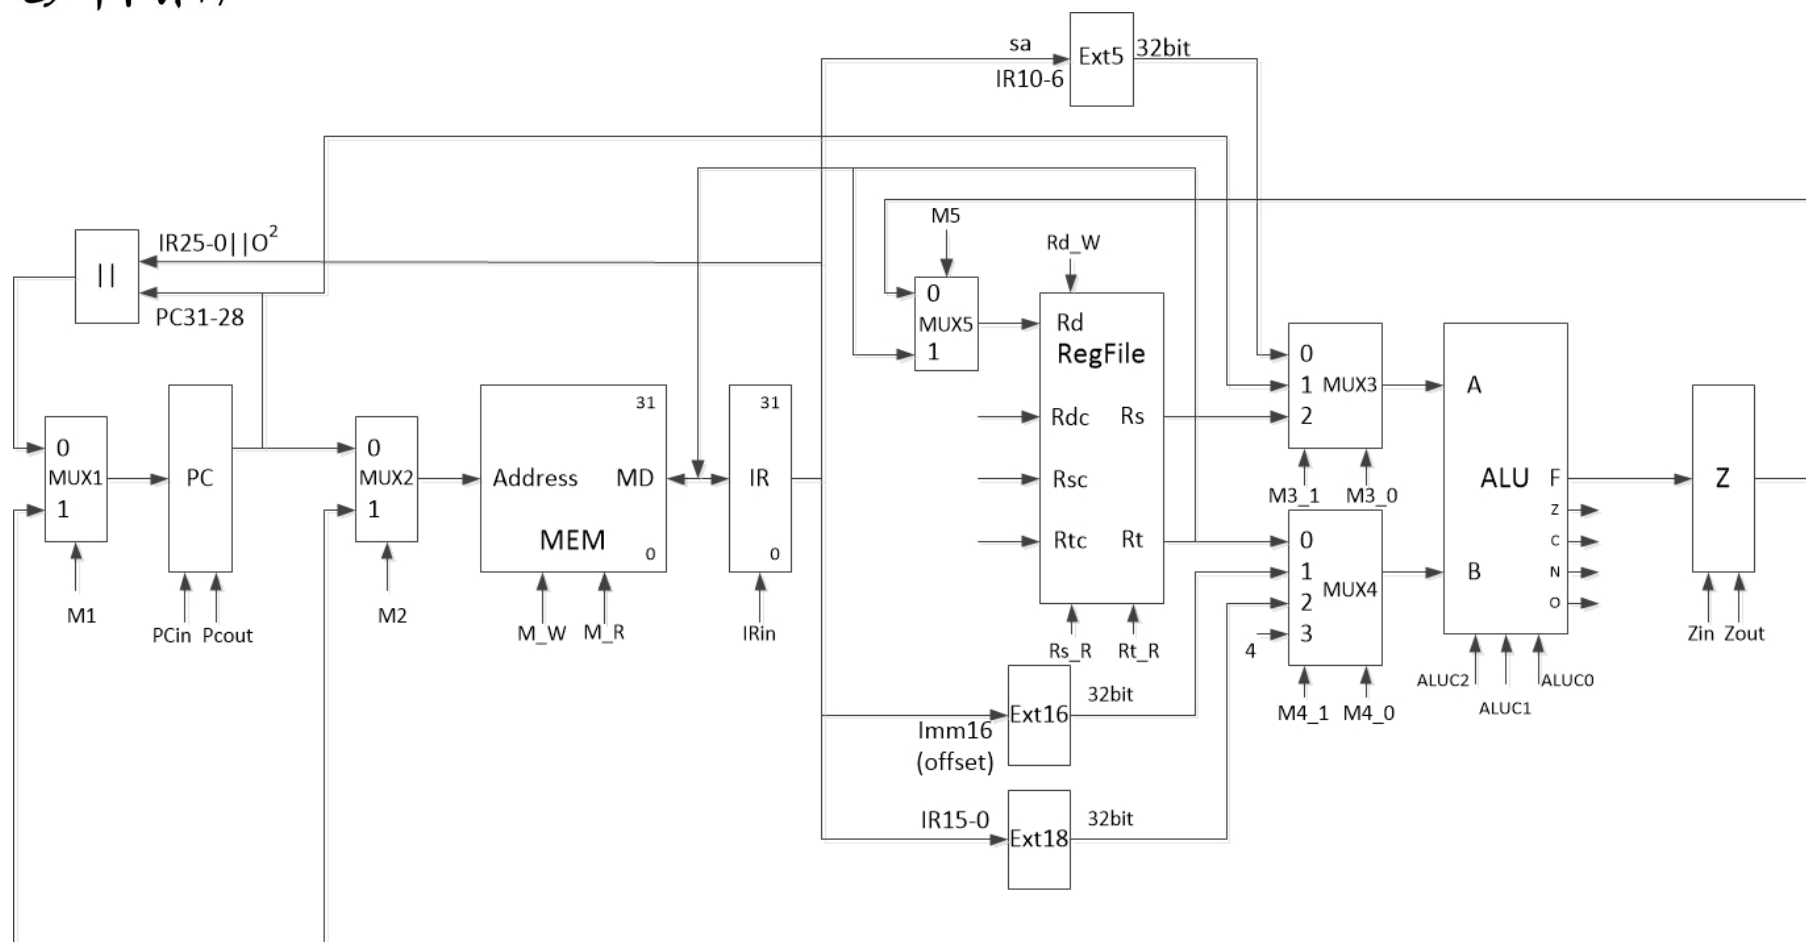 sa
Ext5
32bit
IR10-6
M5
Rd_W
IR25-0||O²
||
PC31-28
0
MUX5
1
Rd
RegFile
Rdc
Rs
Rsc
Rtc
Rt
Rs_R
Rt_R
0
MUX1
1
M1
PC
PCin
Pcout
0
MUX2
1
M2
31
Address
MD
MEM
0
M_W
M_R
31
IR
0
IRin
0
1
MUX3
2
M3_1
M3_0
0
1
MUX4
2
3
4
M4_1
M4_0
A
ALU
F
Z
C
B
N
O
ALUC2
ALUC1
ALUC0
Z
Zin
Zout
Imm16
(offset)
Ext16
32bit
IR15-0
Ext18
32bit